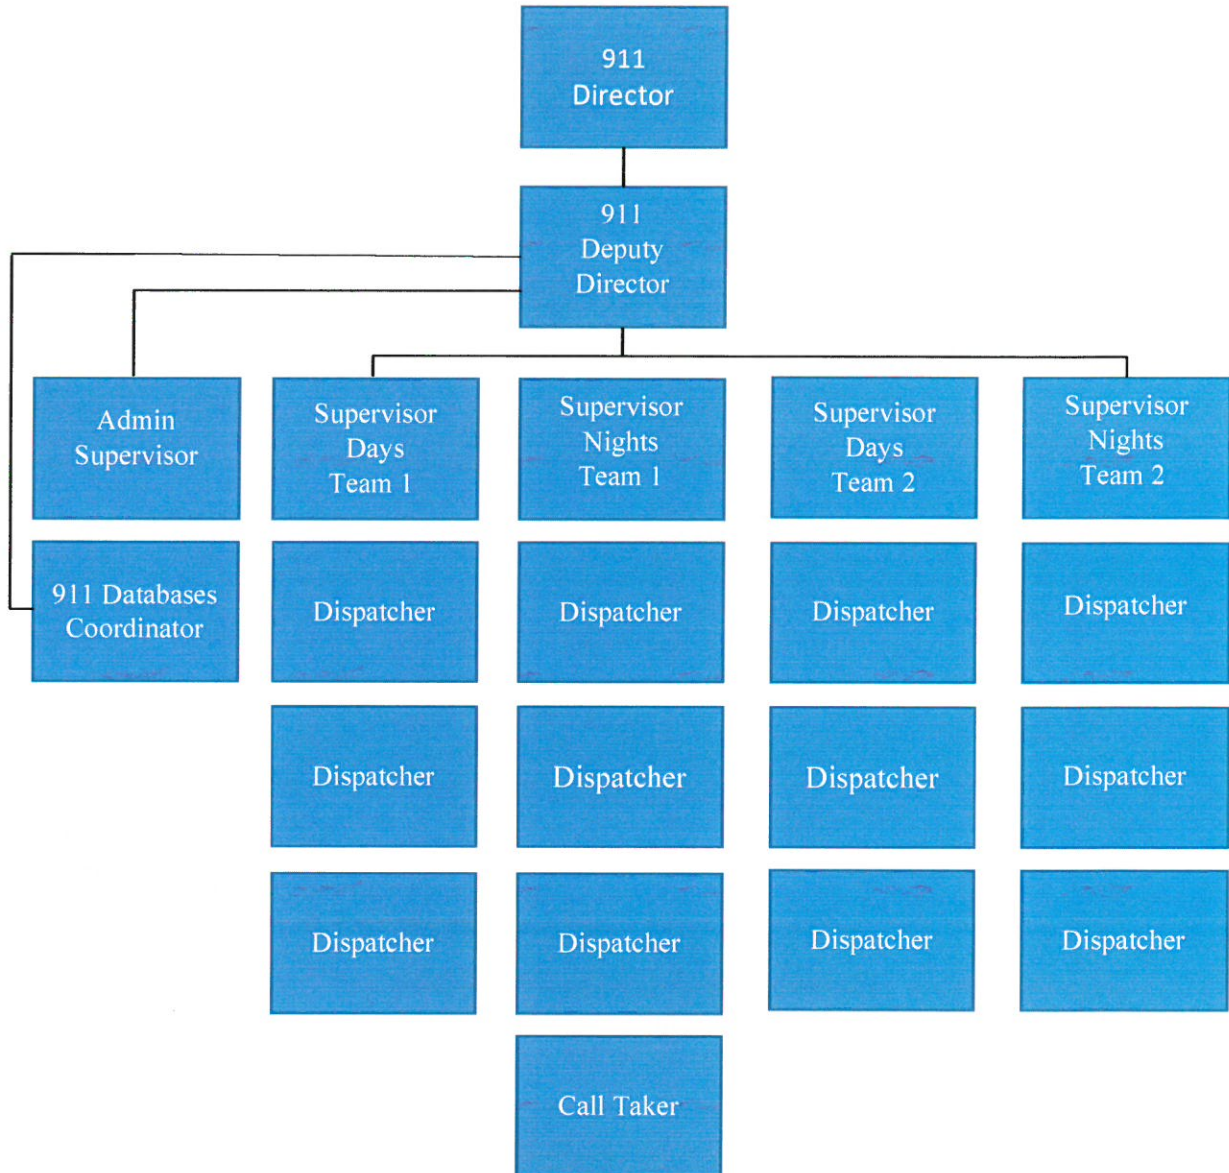 911
Director
911
Deputy
Director
Admin
Supervisor
Supervisor
Days
Team 1
Supervisor
Nights
Team 1
Supervisor
Days
Team 2
Supervisor
Nights
Team 2
911 Databases
Coordinator
Dispatcher
Dispatcher
Dispatcher
Dispatcher
Dispatcher
Dispatcher
Dispatcher
Dispatcher
Dispatcher
Dispatcher
Dispatcher
Dispatcher
Call Taker